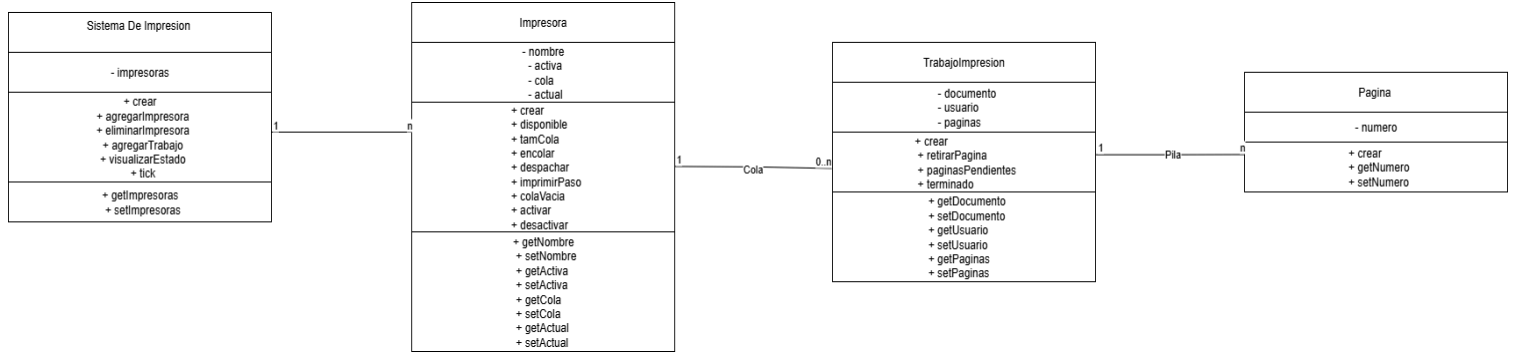 Sistema De Impresion
- impresoras
+ crear
+ agregarImpresora
+ eliminarImpresora
+ agregarTrabajo
+ visualizarEstado
+ tick
+ getImpresoras
+ setImpresoras
1
n
Impresora
- nombre
- activa
- cola
- actual
+ crear
+ disponible
+ tamCola
+ encolar
+ despachar
+ imprimirPaso
+ colaVacia
+ activar
+ desactivar
+ getNombre
+ setNombre
+ getActiva
+ setActiva
+ getCola
+ setCola
+ getActual
+ setActual
1
Cola
0..n
TrabajoImpresion
- documento
- usuario
- paginas
+ crear
+ retirarPagina
+ paginasPendientes
+ terminado
+ getDocumento
+ setDocumento
+ getUsuario
+ setUsuario
+ getPaginas
+ setPaginas
1
Pila
n
Pagina
- numero
+ crear
+ getNumero
+ setNumero